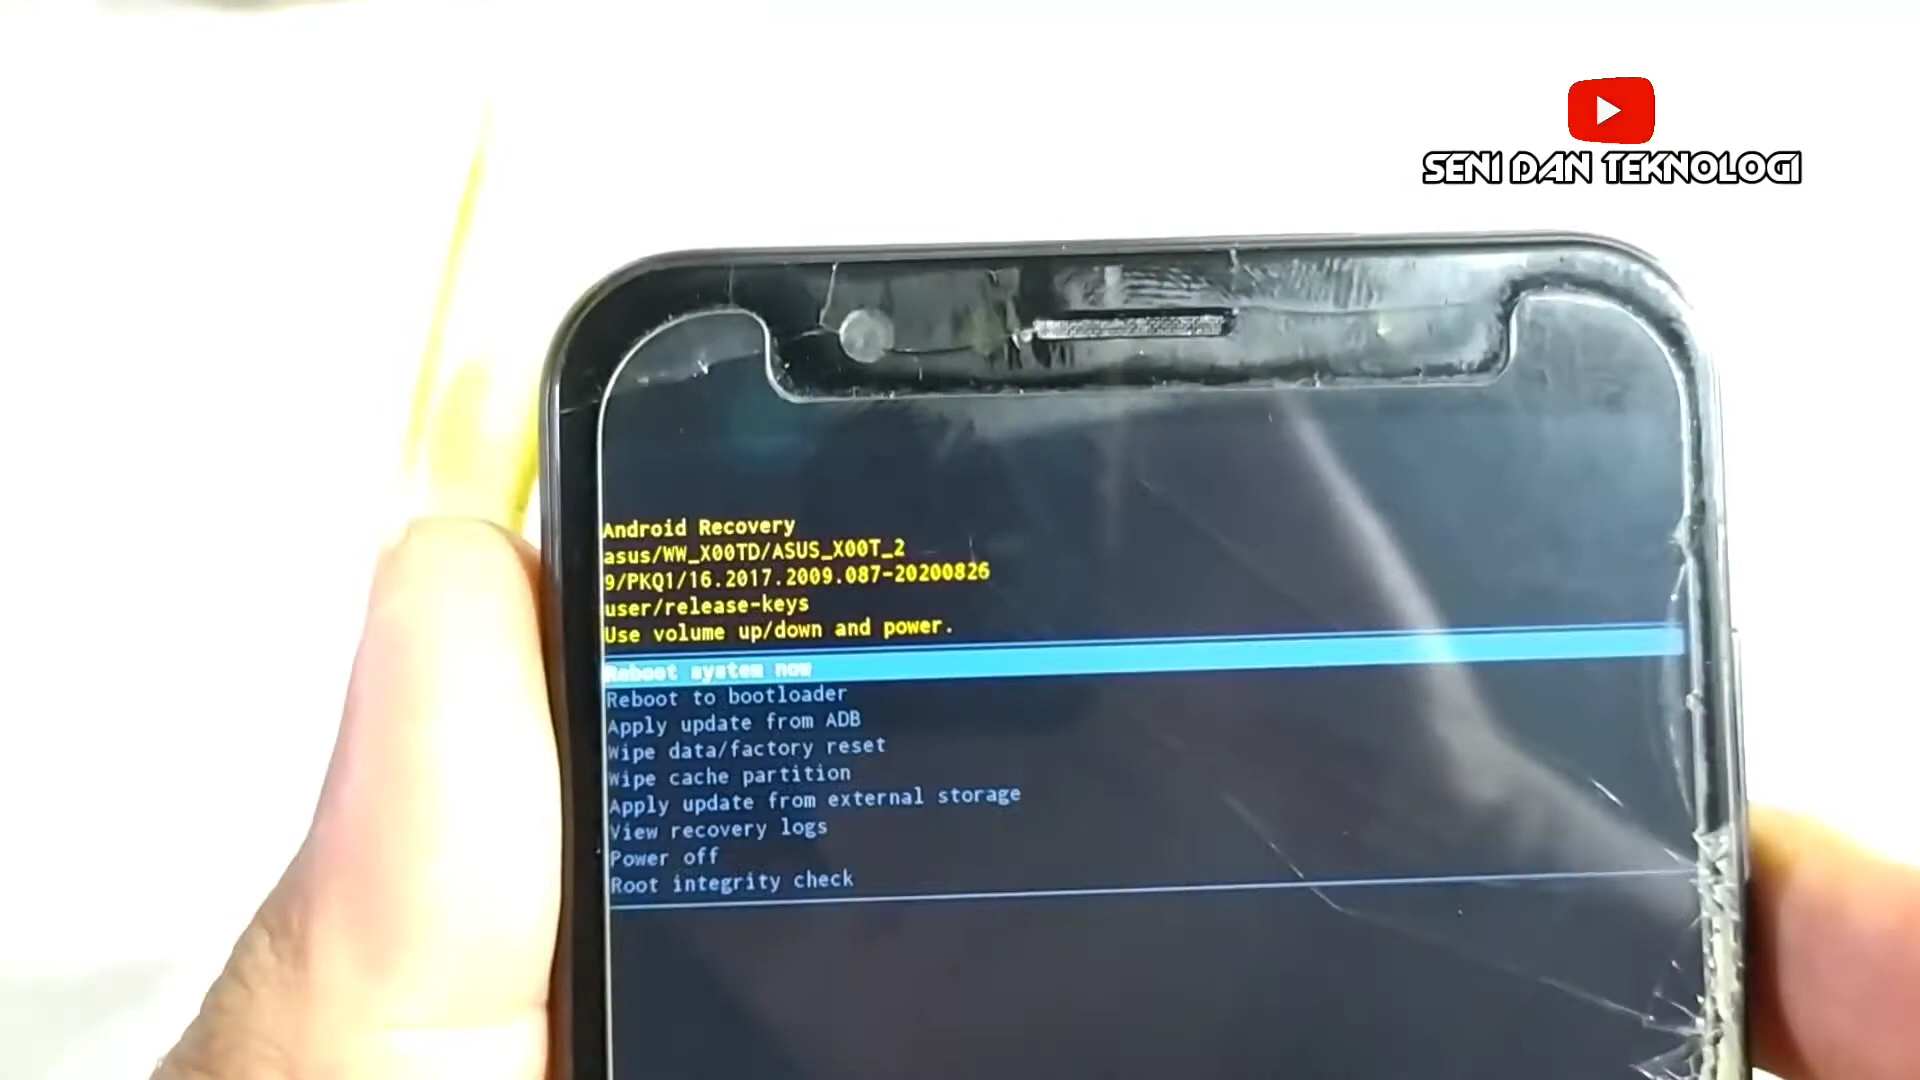 SENI DAN TEKNOLOGI
Android Recovery
asus/WW_X00TD/ASUS_X00T_2
9/PKQ1/16.2017.2009.087-20200826
user/release-keys
Use volume up/down and power.
Reboot system now
Reboot to bootloader
Apply update from ADB
Wipe data/factory reset
Wipe cache partition
Apply update from external storage
View recovery logs
Power off
Root integrity check